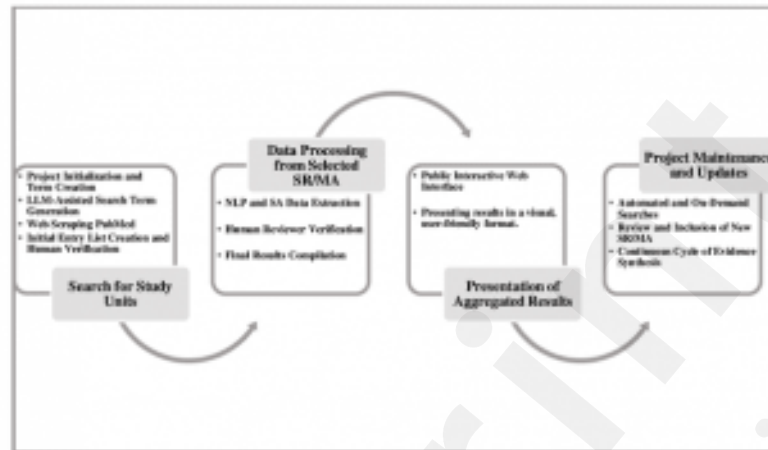 • Project Initialization and
Term Creation
• LLM-Assisted Search Term
Generation
• Web-Scraping PubMed
• Initial Entry List Creation and
Human Verification
Search for Study
Units
Data Processing
from Selected
SR/MA
• NLP and SA Data Extraction
• Human Reviewer Verification
• Final Results Compilation
• Public Interactive Web
Interface
• Presenting results in a visual,
user-friendly format.
Presentation of
Aggregated Results
Project Maintenance
and Updates
• Automated and On-Demand
Searches
• Review and Inclusion of New
SR/MA
• Continuous Cycle of Evidence
Synthesis